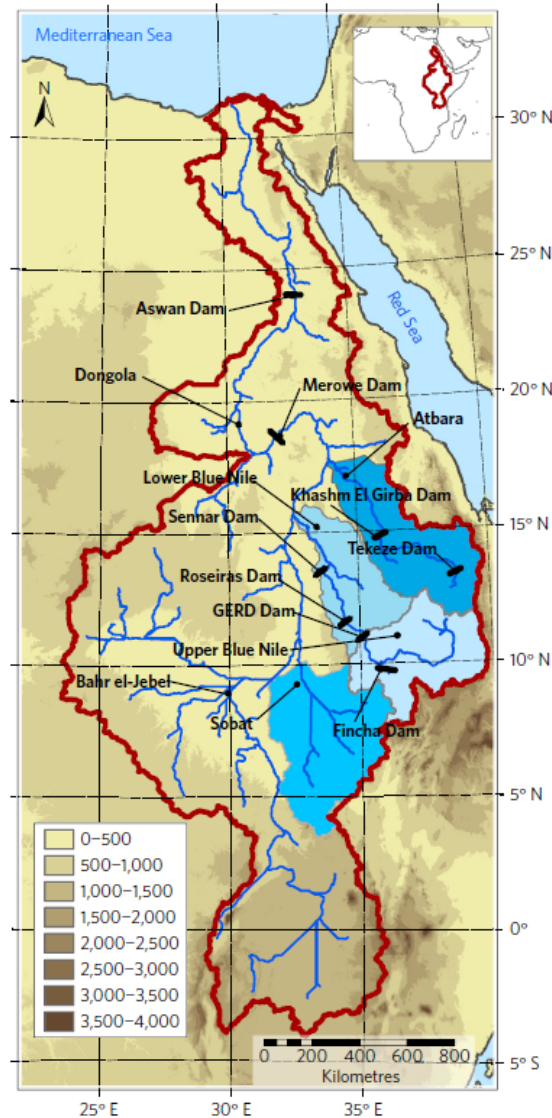 Mediterranean Sea
N
30° N
25° N
Aswan Dam
Red Sea
Dongola
Merowe Dam
20° N
Atbara
Lower Blue Nile
Khashm El Girba Dam
Sennar Dam
15° N
Tekeze Dam
Roseiras Dam
GERD Dam
Upper Blue Nile
10° N
Bahr el-Jebel
Sobat
Fincha Dam
5° N
0–500
500–1,000
1,000–1,500
1,500–2,000
2,000–2,500
2,500–3,000
3,000–3,500
3,500–4,000
0°
0 200 400 600 800
Kilometres
5° S
25° E 30° E 35° E